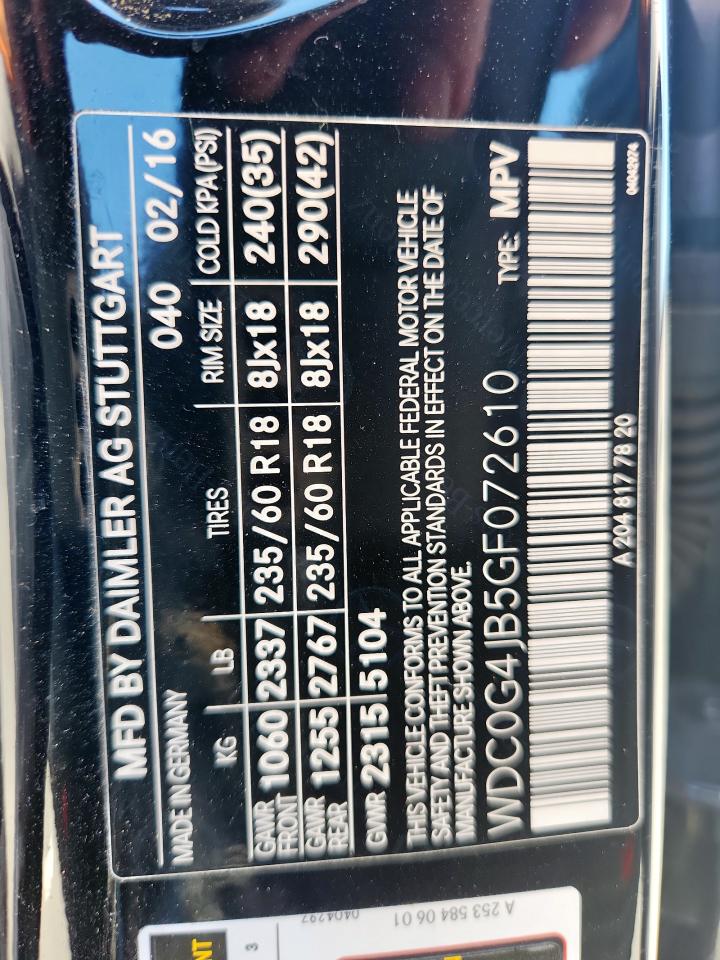 MFD BY DAIMLER AG STUTTGART
MADE IN GERMANY 040 02/16
KG LB TIRES RIM SIZE COLD KPA(PSI)
GAWR FRONT 1060 2337 235/60 R18 8Jx18 240(35)
GAWR REAR 1255 2767 235/60 R18 8Jx18 290(42)
GVWR 2315 5104
THIS VEHICLE CONFORMS TO ALL APPLICABLE FEDERAL MOTOR VEHICLE
SAFETY AND THEFT PREVENTION STANDARDS IN EFFECT ON THE DATE OF
MANUFACTURE SHOWN ABOVE.
WDC0G4JB5GF072610 TYPE: MPV
A 204 817 78 20
A 253 584 06 01
3